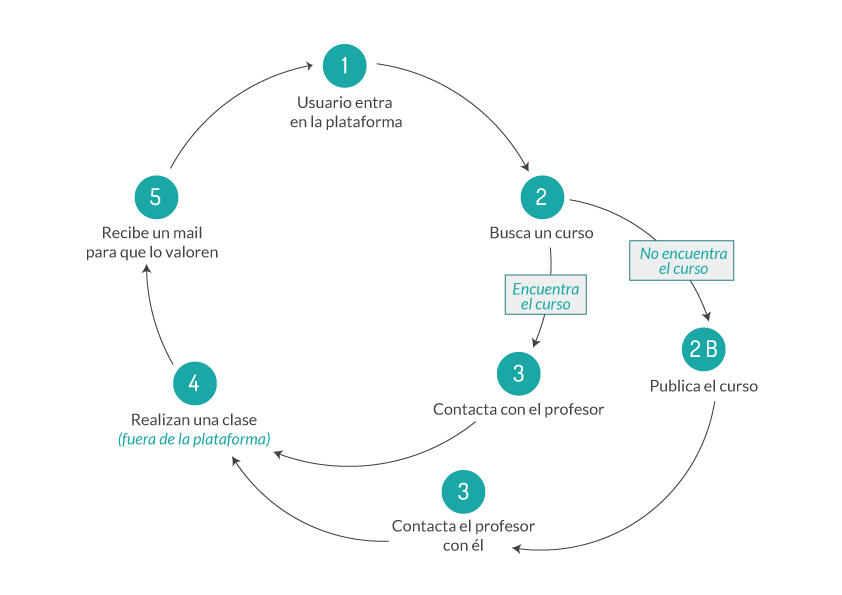 1
Usuario entra
en la plataforma
2
Busca un curso
No encuentra
el curso
Encuentra
el curso
2 B
Publica el curso
3
Contacta con el profesor
3
Contacta el profesor
con él
4
Realizan una clase
(fuera de la plataforma)
5
Recibe un mail
para que lo valoren